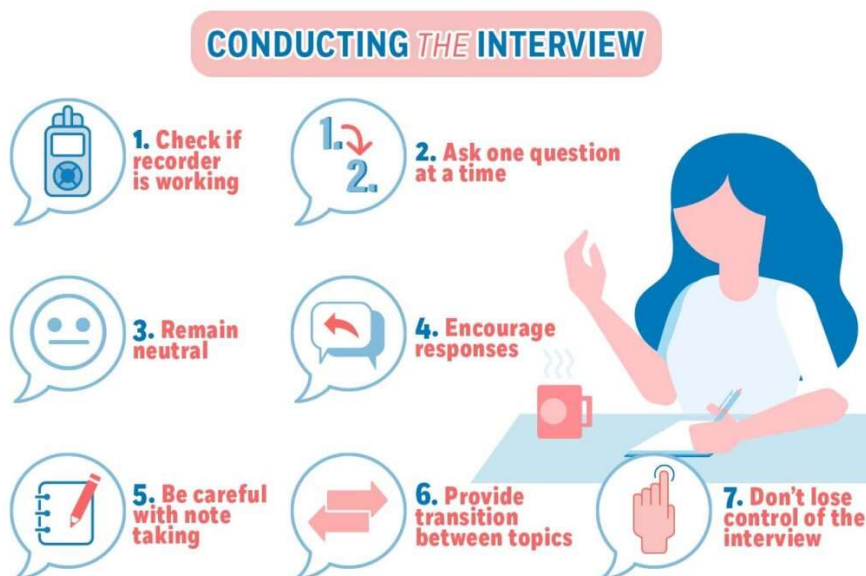 CONDUCTING THE INTERVIEW
1. Check if
recorder
is working
1.
2.
2. Ask one question
at a time
3. Remain
neutral
4. Encourage
responses
5. Be careful
with note
taking
6. Provide
transition
between topics
7. Don't lose
control of the
interview